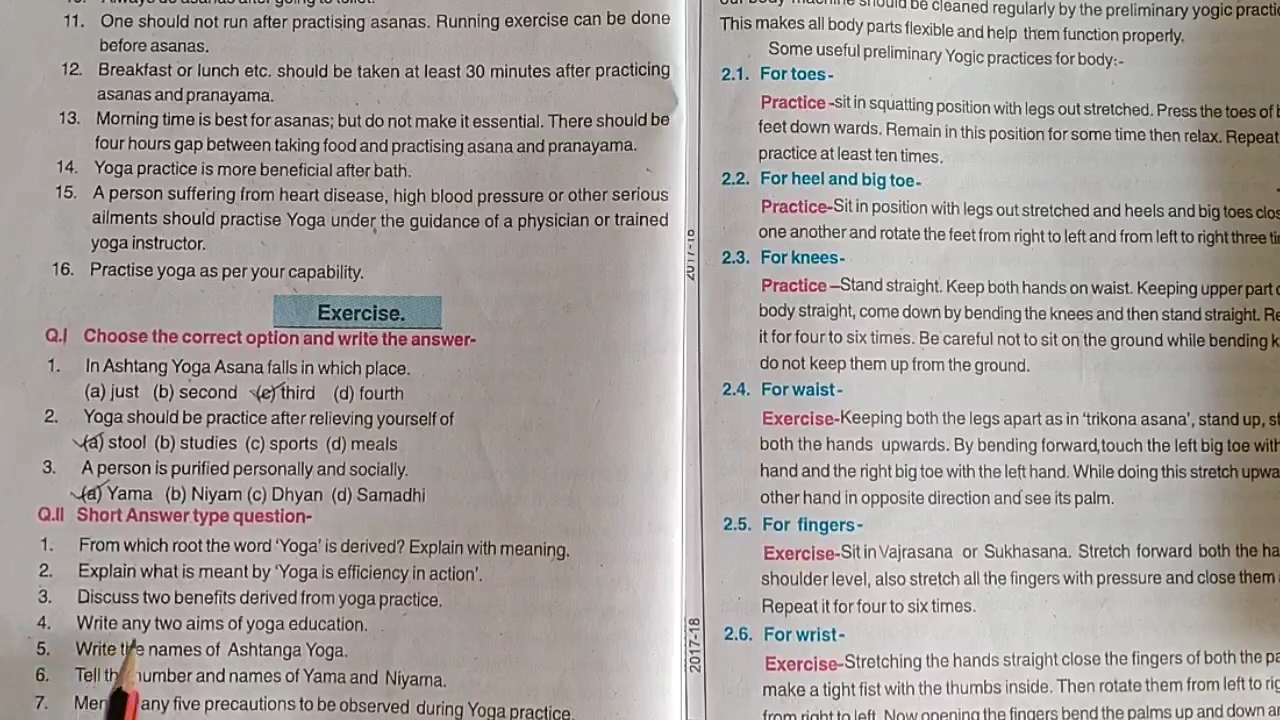 11. One should not run after practising asanas. Running exercise can be done
before asanas.
12. Breakfast or lunch etc. should be taken at least 30 minutes after practicing
asanas and pranayama.
13. Morning time is best for asanas; but do not make it essential. There should be
four hours gap between taking food and practising asana and pranayama.
14. Yoga practice is more beneficial after bath.
15. A person suffering from heart disease, high blood pressure or other serious
ailments should practise Yoga under the guidance of a physician or trained
yoga instructor.
16. Practise yoga as per your capability.
Exercise.
Q.I Choose the correct option and write the answer-
1. In Ashtang Yoga Asana falls in which place.
(a) just (b) second (c) third (d) fourth
2. Yoga should be practice after relieving yourself of
(a) stool (b) studies (c) sports (d) meals
3. A person is purified personally and socially.
(a) Yama (b) Niyam (c) Dhyan (d) Samadhi
Q.II Short Answer type question-
1. From which root the word 'Yoga' is derived? Explain with meaning.
2. Explain what is meant by 'Yoga is efficiency in action'.
3. Discuss two benefits derived from yoga practice.
4. Write any two aims of yoga education.
5. Write the names of Ashtanga Yoga.
6. Tell number and names of Yama and Niyama.
7. any five precautions to be observed during Yoga practice.
2017-18
be cleaned regularly by the preliminary yogic
This makes all body parts flexible and help them function properly.
Some useful preliminary Yogic practices for body:-
2.1. For toes-
Practice -sit in squatting position with legs out stretched. Press the toes of
feet down wards. Remain in this position for some time then relax. Repeat
practice at least ten times.
2.2. For heel and big toe-
Practice-Sit in position with legs out stretched and heels and big toes
one another and rotate the feet from right to left and from left to right three
2.3. For knees-
Practice –Stand straight. Keep both hands on waist. Keeping upper part
body straight, come down by bending the knees and then stand straight.
it for four to six times. Be careful not to sit on the ground while bending
do not keep them up from the ground.
2.4. For waist-
Exercise-Keeping both the legs apart as in 'trikona asana', stand up,
both the hands upwards. By bending forward,touch the left big toe with
hand and the right big toe with the left hand. While doing this stretch
other hand in opposite direction and see its palm.
2.5. For fingers-
Exercise-Sit in Vajrasana or Sukhasana. Stretch forward both the
shoulder level, also stretch all the fingers with pressure and close them
Repeat it for four to six times.
2.6. For wrist-
Exercise-Stretching the hands straight close the fingers of both the
make a tight fist with the thumbs inside. Then rotate them from left to
from right to left. Now opening the fingers bend the palms up and down
2017-18